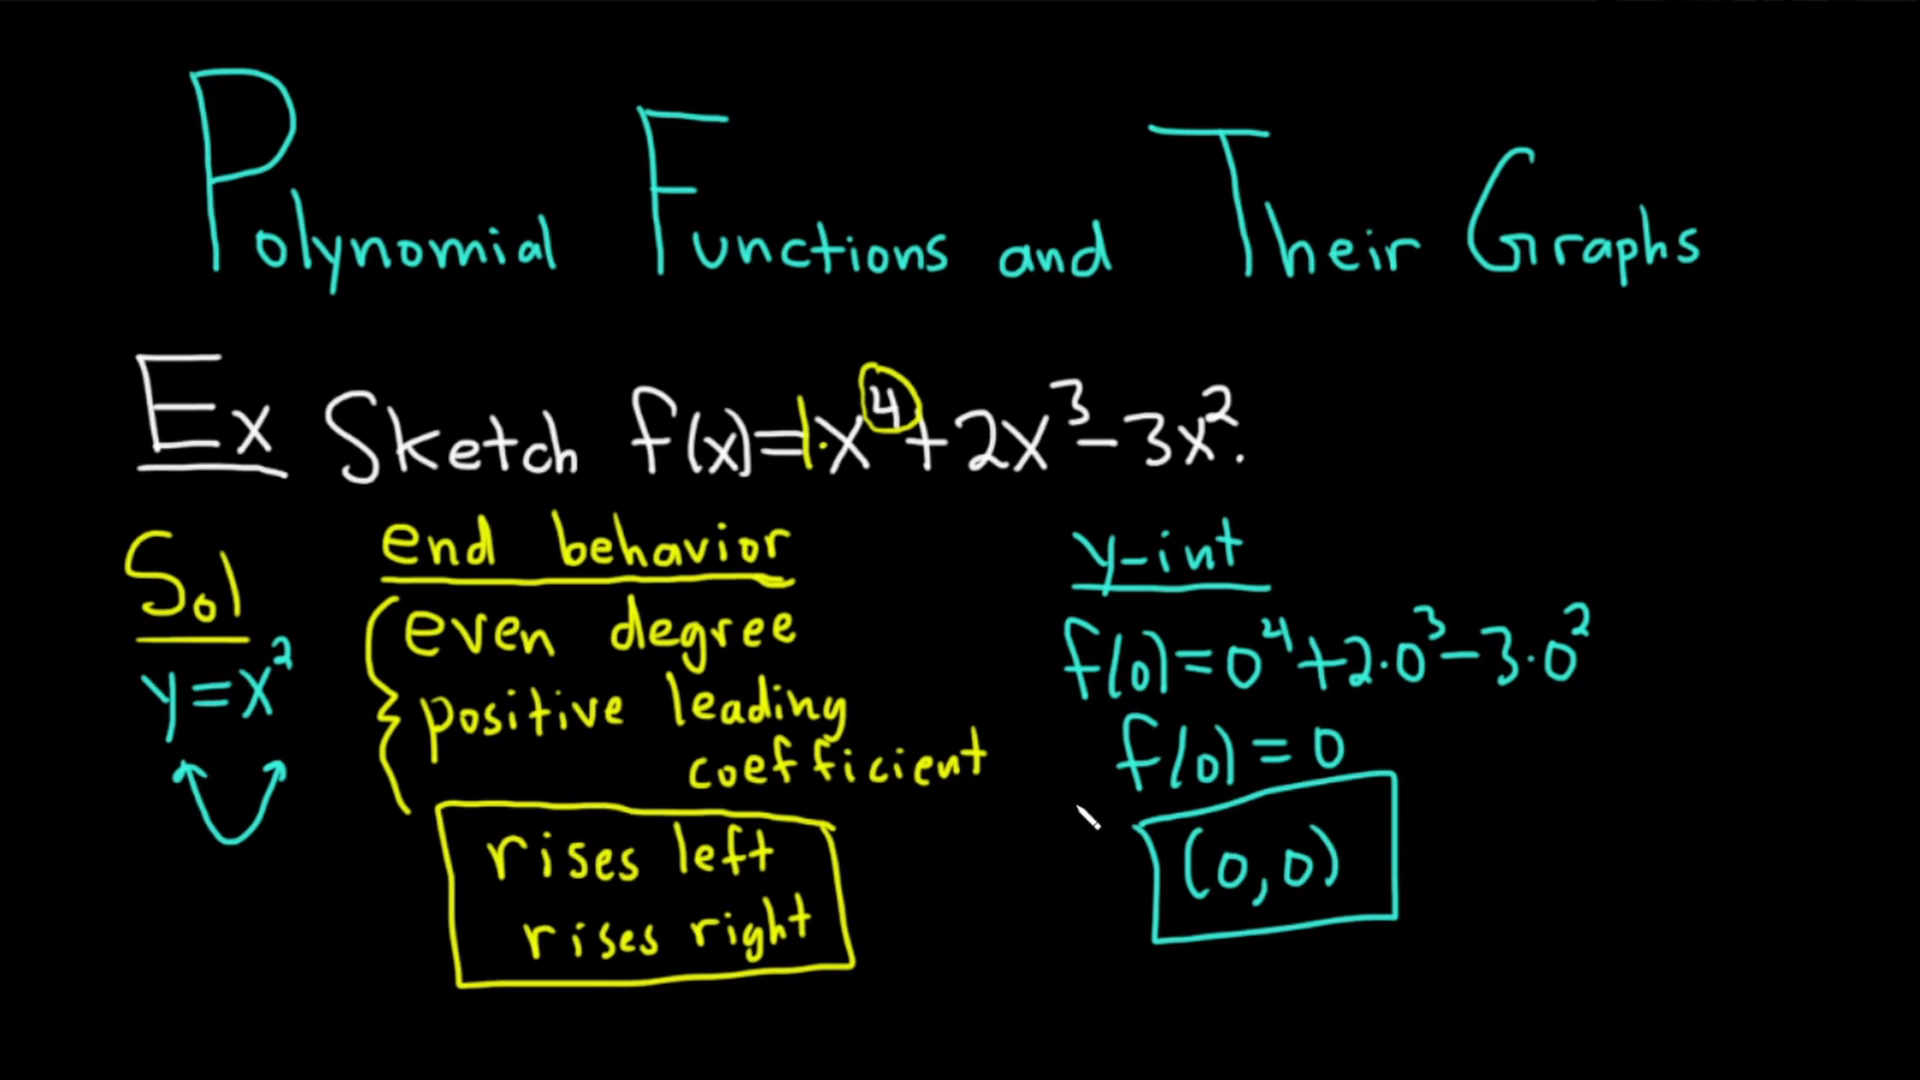 Polynomial Functions and Their Graphs
Ex Sketch f(x)=1·x⁴+2x³-3x².
Sol
y=x²
end behavior
even degree
positive leading
coefficient
rises left
rises right
y-int
f(0)=0⁴+2·0³-3·0²
f(0)=0
(0,0)